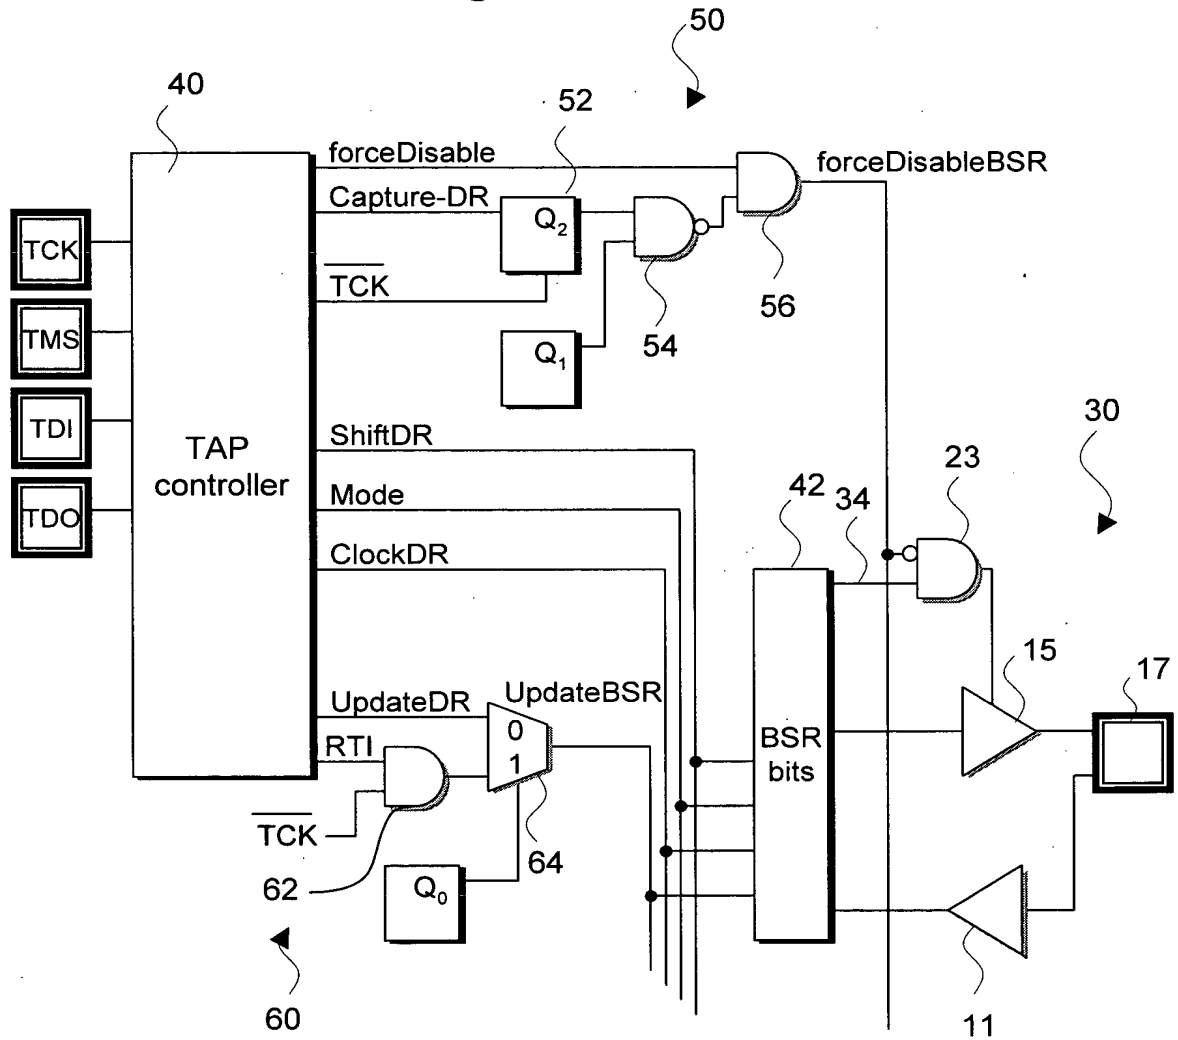 50
40
52
forceDisable
forceDisableBSR
Capture-DR
Q2
TCK
TCK
56
TMS
54
Q1
TDI
30
ShiftDR
23
TAP
controller
42
34
Mode
TDO
ClockDR
15
17
UpdateBSR
UpdateDR
0
BSR
bits
RTI
1
TCK
64
62
Q0
60
11